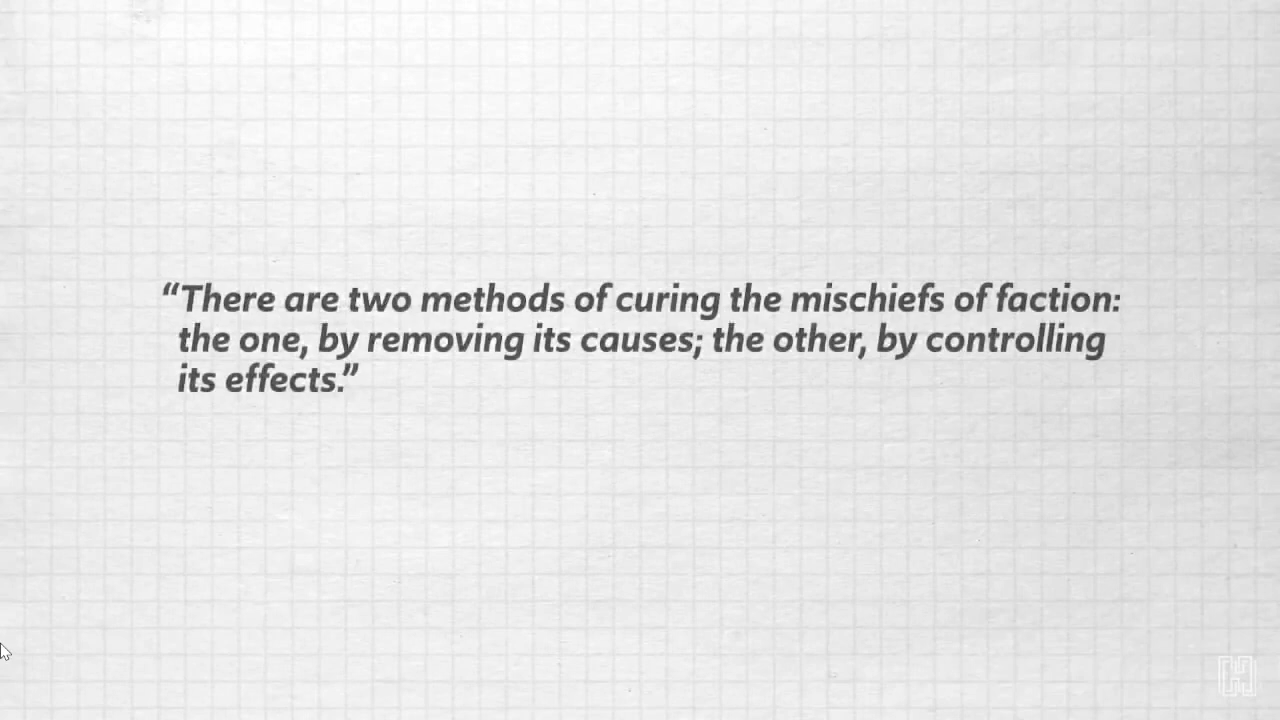 “There are two methods of curing the mischiefs of faction:
the one, by removing its causes; the other, by controlling
its effects.”